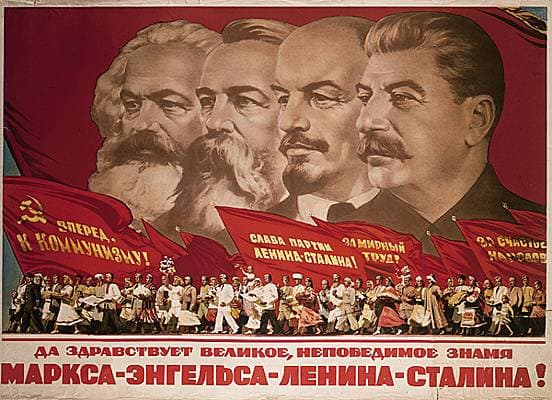 ВПЕРЕД,
К КОММУНИЗМУ!
СЛАВА ПАРТИИ
ЛЕНИНА-СТАЛИНА!
ЗА МИРНЫЙ
ТРУД!
ЗА СЧАСТЬЕ
НАРОДОВ
ДА ЗДРАВСТВУЕТ ВЕЛИКОЕ, НЕПОБЕДИМОЕ ЗНАМЯ
МАРКСА-ЭНГЕЛЬСА-ЛЕНИНА-СТАЛИНА!